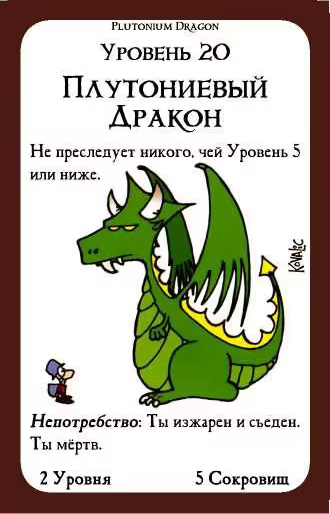 Plutonium Dragon
Уровень 20
Плутониевый
Дракон
Не преследует никого, чей Уровень 5
или ниже.
Kovalic
Непотребство: Ты изжарен и съеден.
Ты мёртв.
2 Уровня 5 Сокровищ